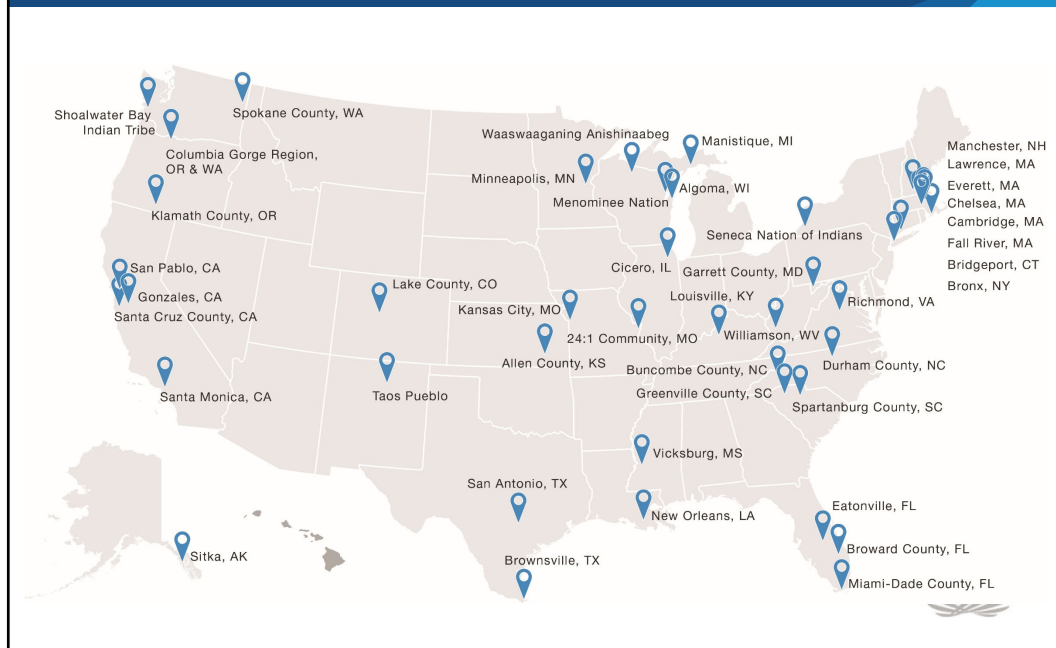 Shoalwater Bay
Indian Tribe
Spokane County, WA
Columbia Gorge Region,
OR & WA
Klamath County, OR
San Pablo, CA
Gonzales, CA
Santa Cruz County, CA
Santa Monica, CA
Lake County, CO
Taos Pueblo
Waaswaaganing Anishinaabeg
Manistique, MI
Minneapolis, MN
Algoma, WI
Menominee Nation
Cicero, IL
Kansas City, MO
24:1 Community, MO
Allen County, KS
Seneca Nation of Indians
Garrett County, MD
Louisville, KY
Richmond, VA
Williamson, WV
Buncombe County, NC
Durham County, NC
Greenville County, SC
Spartanburg County, SC
Manchester, NH
Lawrence, MA
Everett, MA
Chelsea, MA
Cambridge, MA
Fall River, MA
Bridgeport, CT
Bronx, NY
Vicksburg, MS
San Antonio, TX
New Orleans, LA
Brownsville, TX
Eatonville, FL
Broward County, FL
Miami-Dade County, FL
Sitka, AK